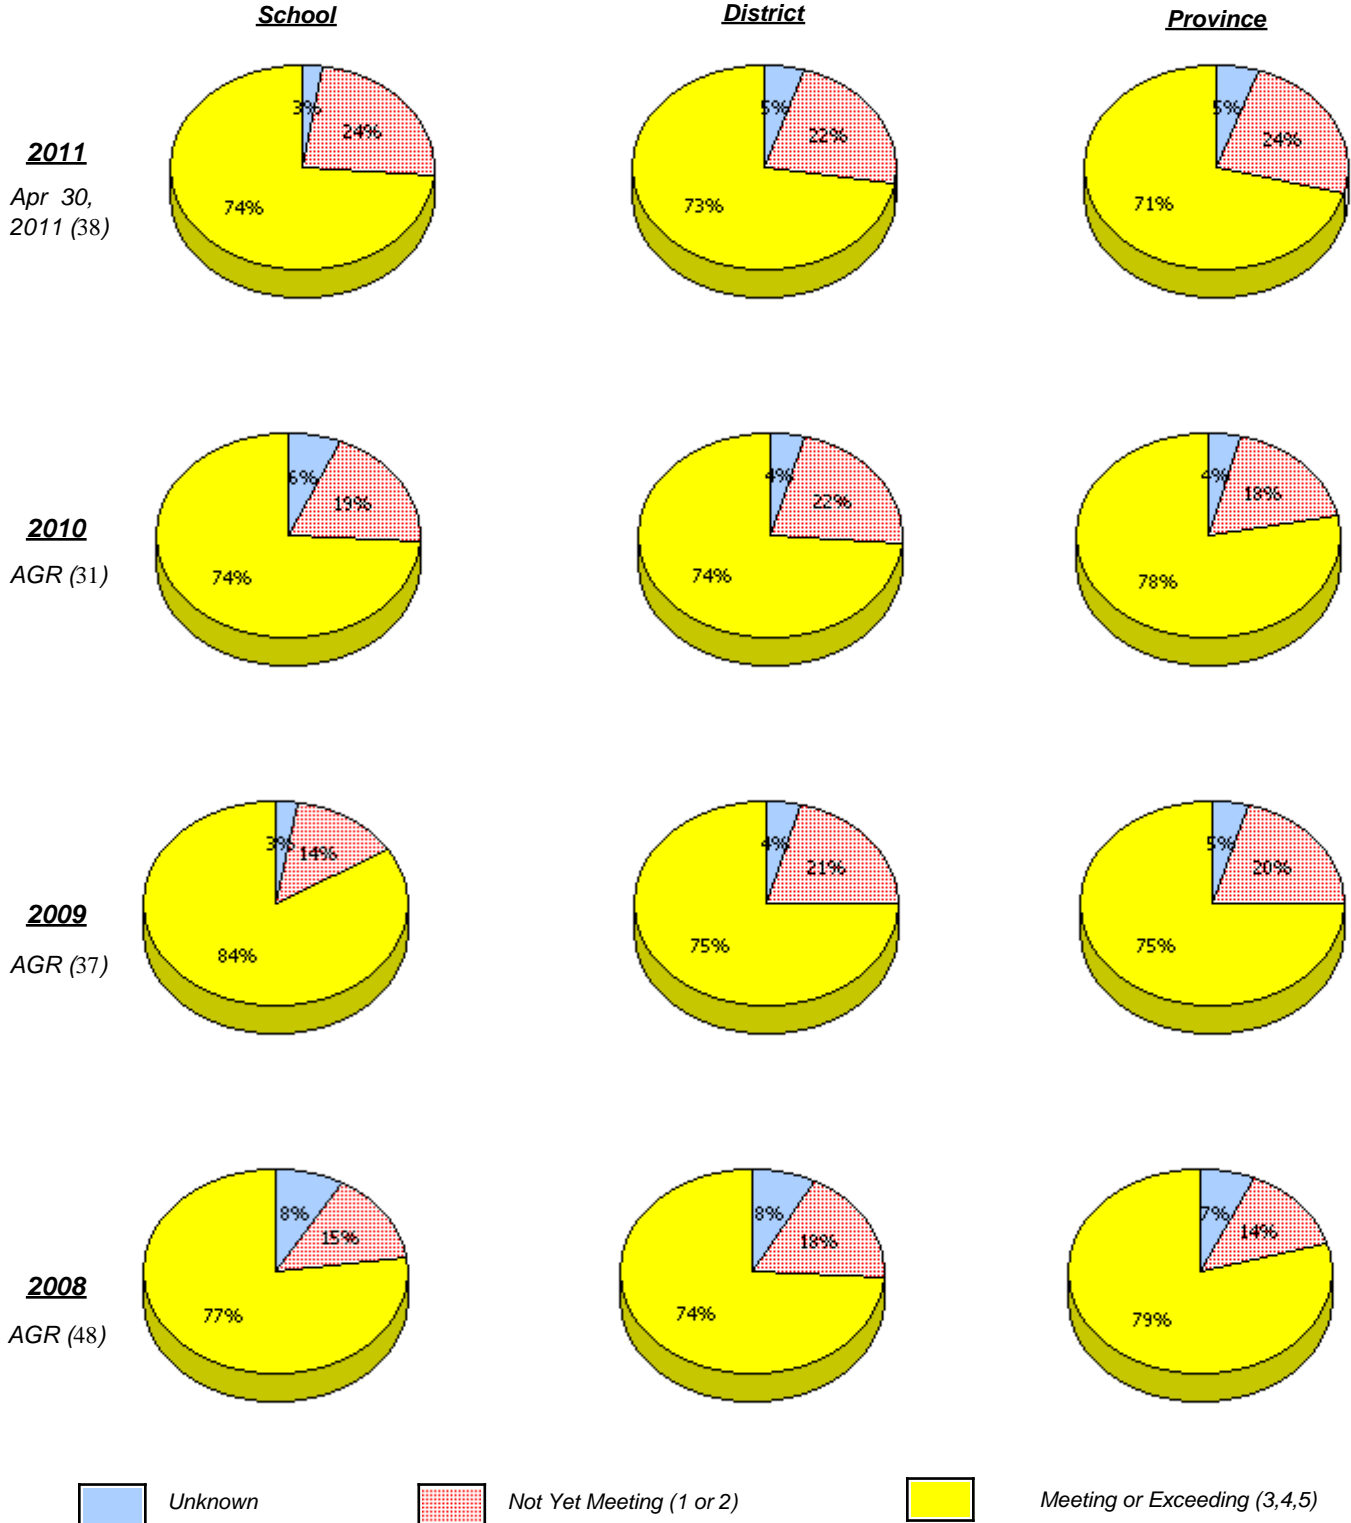 School District Province
3% 24% 74%
5% 22% 73%
5% 24% 71%
2011
Apr 30,
2011 (38)
6% 19% 74%
4% 22% 74%
4% 18% 78%
2010
AGR (31)
3% 14% 84%
4% 21% 75%
5% 20% 75%
2009
AGR (37)
8% 15% 77%
8% 18% 74%
7% 14% 79%
2008
AGR (48)
Unknown Not Yet Meeting (1 or 2) Meeting or Exceeding (3,4,5)